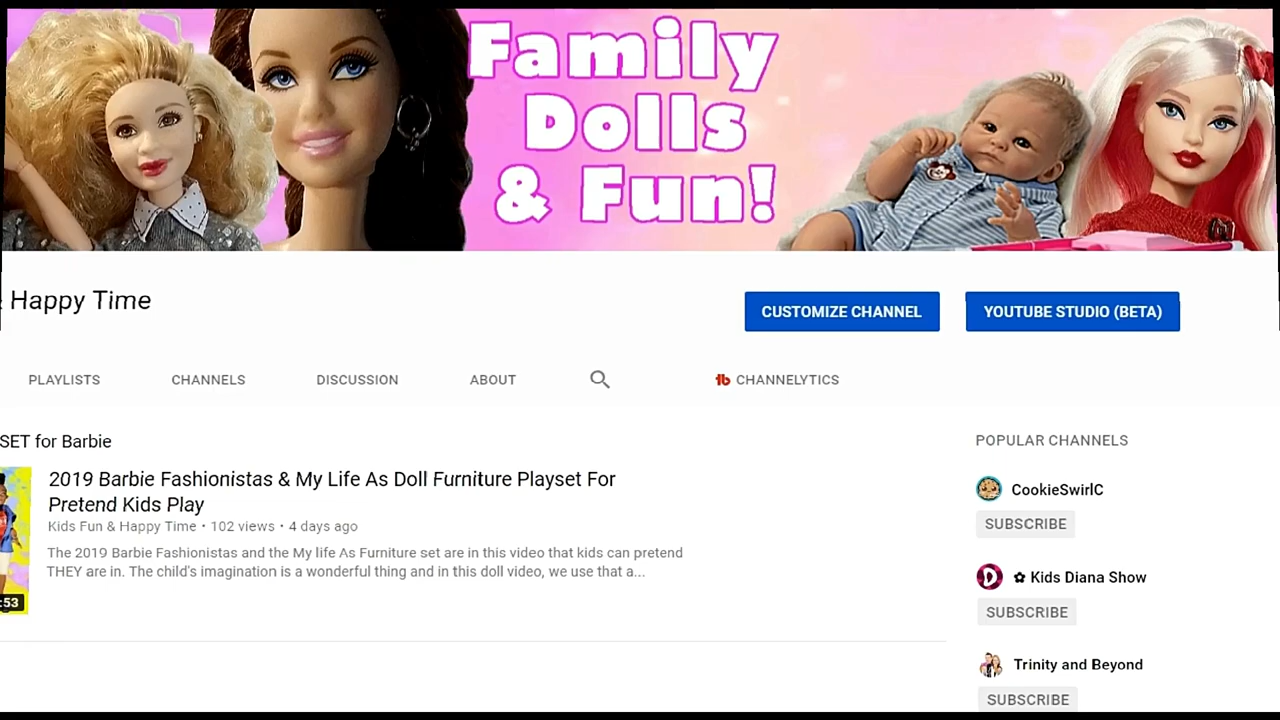 Family
Dolls
& Fun!
Happy Time
CUSTOMIZE CHANNEL
YOUTUBE STUDIO (BETA)
PLAYLISTS
CHANNELS
DISCUSSION
ABOUT
tb CHANNELYTICS
SET for Barbie
POPULAR CHANNELS
2019 Barbie Fashionistas & My Life As Doll Furniture Playset For
Pretend Kids Play
Kids Fun & Happy Time • 102 views • 4 days ago
The 2019 Barbie Fashionistas and the My life As Furniture set are in this video that kids can pretend
THEY are in. The child's imagination is a wonderful thing and in this doll video, we use that a...
:53
CookieSwirlC
SUBSCRIBE
D
✿ Kids Diana Show
SUBSCRIBE
Trinity and Beyond
SUBSCRIBE